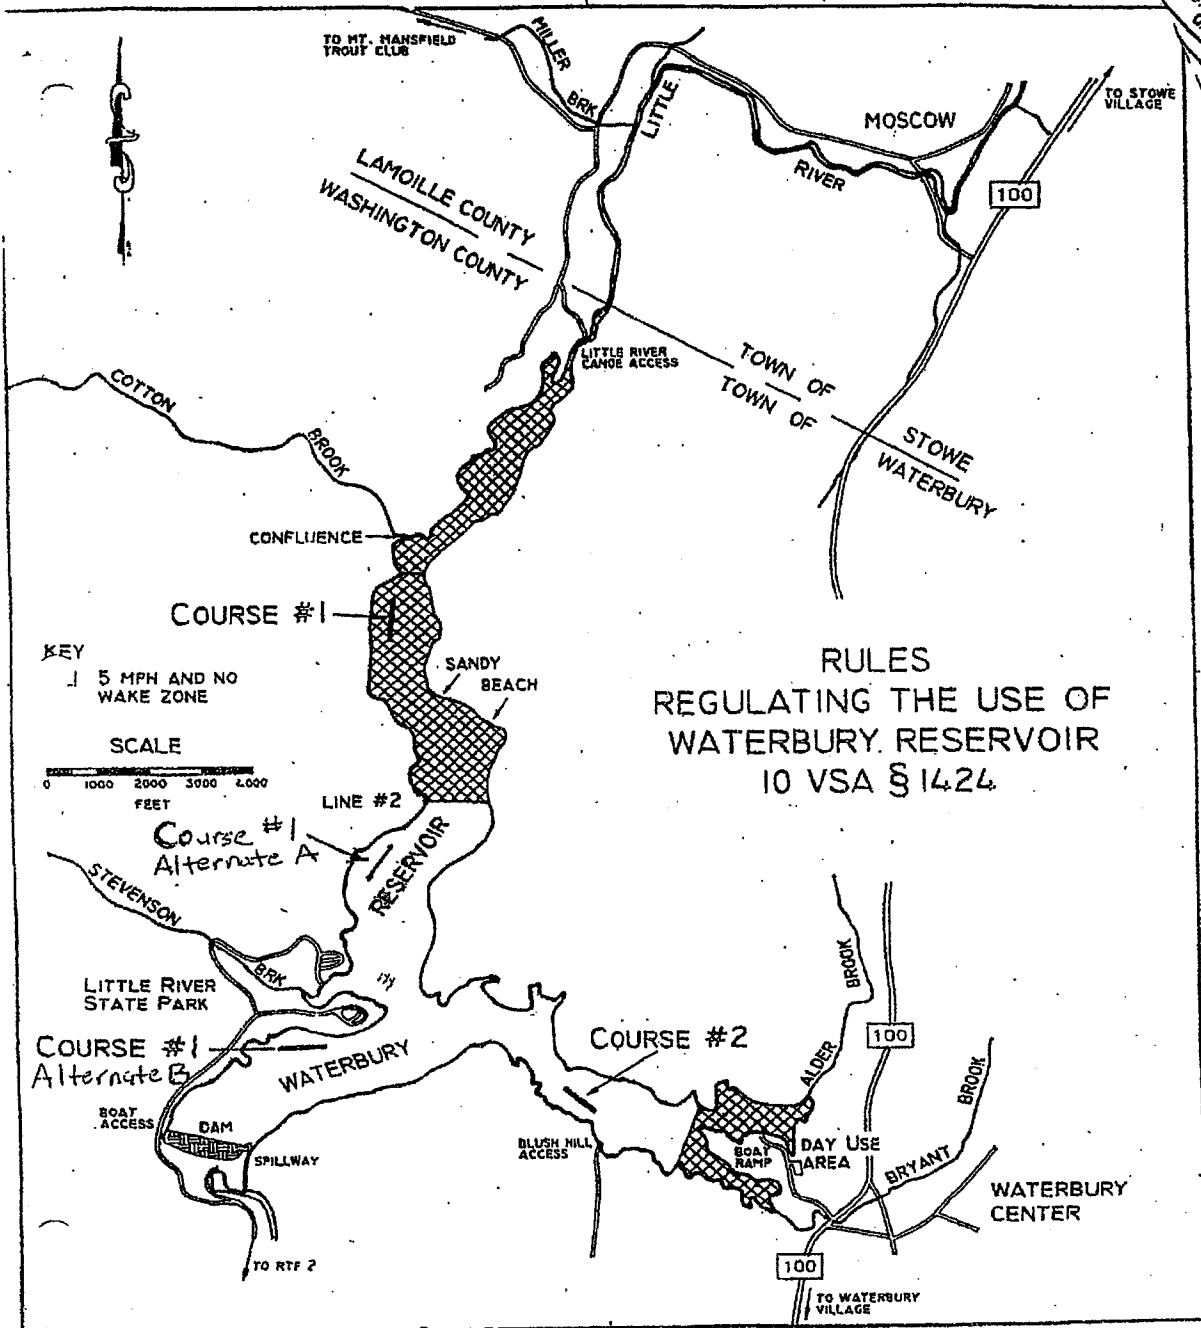 TO MT. MANSFIELD
TROUT CLUB
MILLER
BRK
LITTLE
RIVER
MOSCOW
TO STOWE
VILLAGE
100
LAMOILLE COUNTY
WASHINGTON COUNTY
LITTLE RIVER
CANOE ACCESS
TOWN OF
TOWN OF
STOWE
WATERBURY
COTTON
BROOK
CONFLUENCE
COURSE #1
KEY
5 MPH AND NO
WAKE ZONE
SANDY
BEACH
RULES
REGULATING THE USE OF
WATERBURY RESERVOIR
10 VSA § 1424
SCALE
0 1000 2000 3000 4000
FEET
LINE #2
Course #1
Alternate A
RESERVOIR
STEVENSON
BRK
LITTLE RIVER
STATE PARK
COURSE #1
Alternate B
WATERBURY
COURSE #2
BOAT
ACCESS
DAM
SPILLWAY
BLUSH HILL
ACCESS
BOAT
RAMP
DAY USE
AREA
ALDER
BROOK
100
BRYANT
BROOK
WATERBURY
CENTER
TO RTE 2
100
TO WATERBURY
VILLAGE